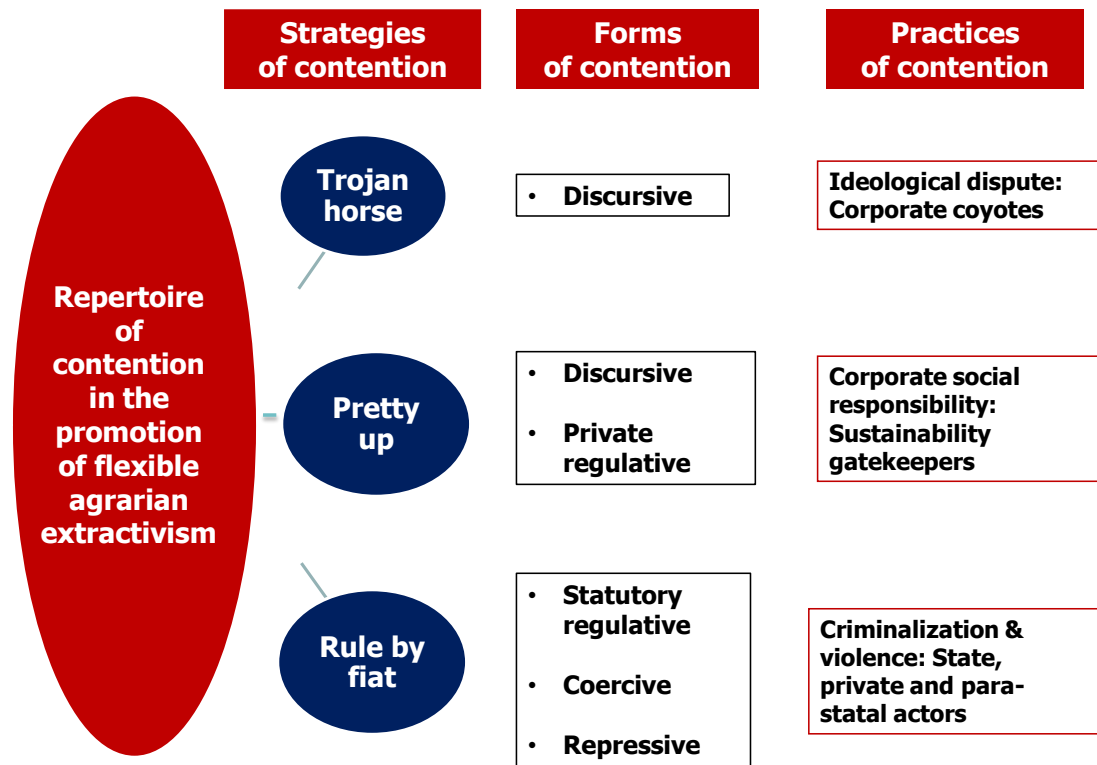 Strategies
of contention
Forms
of contention
Practices
of contention
Repertoire
of
contention
in the
promotion
of flexible
agrarian
extractivism
Trojan
horse
• Discursive
Ideological dispute:
Corporate coyotes
Pretty
up
• Discursive
• Private
regulative
Corporate social
responsibility:
Sustainability
gatekeepers
Rule by
fiat
• Statutory
regulative
• Coercive
• Repressive
Criminalization &
violence: State,
private and para-
statal actors